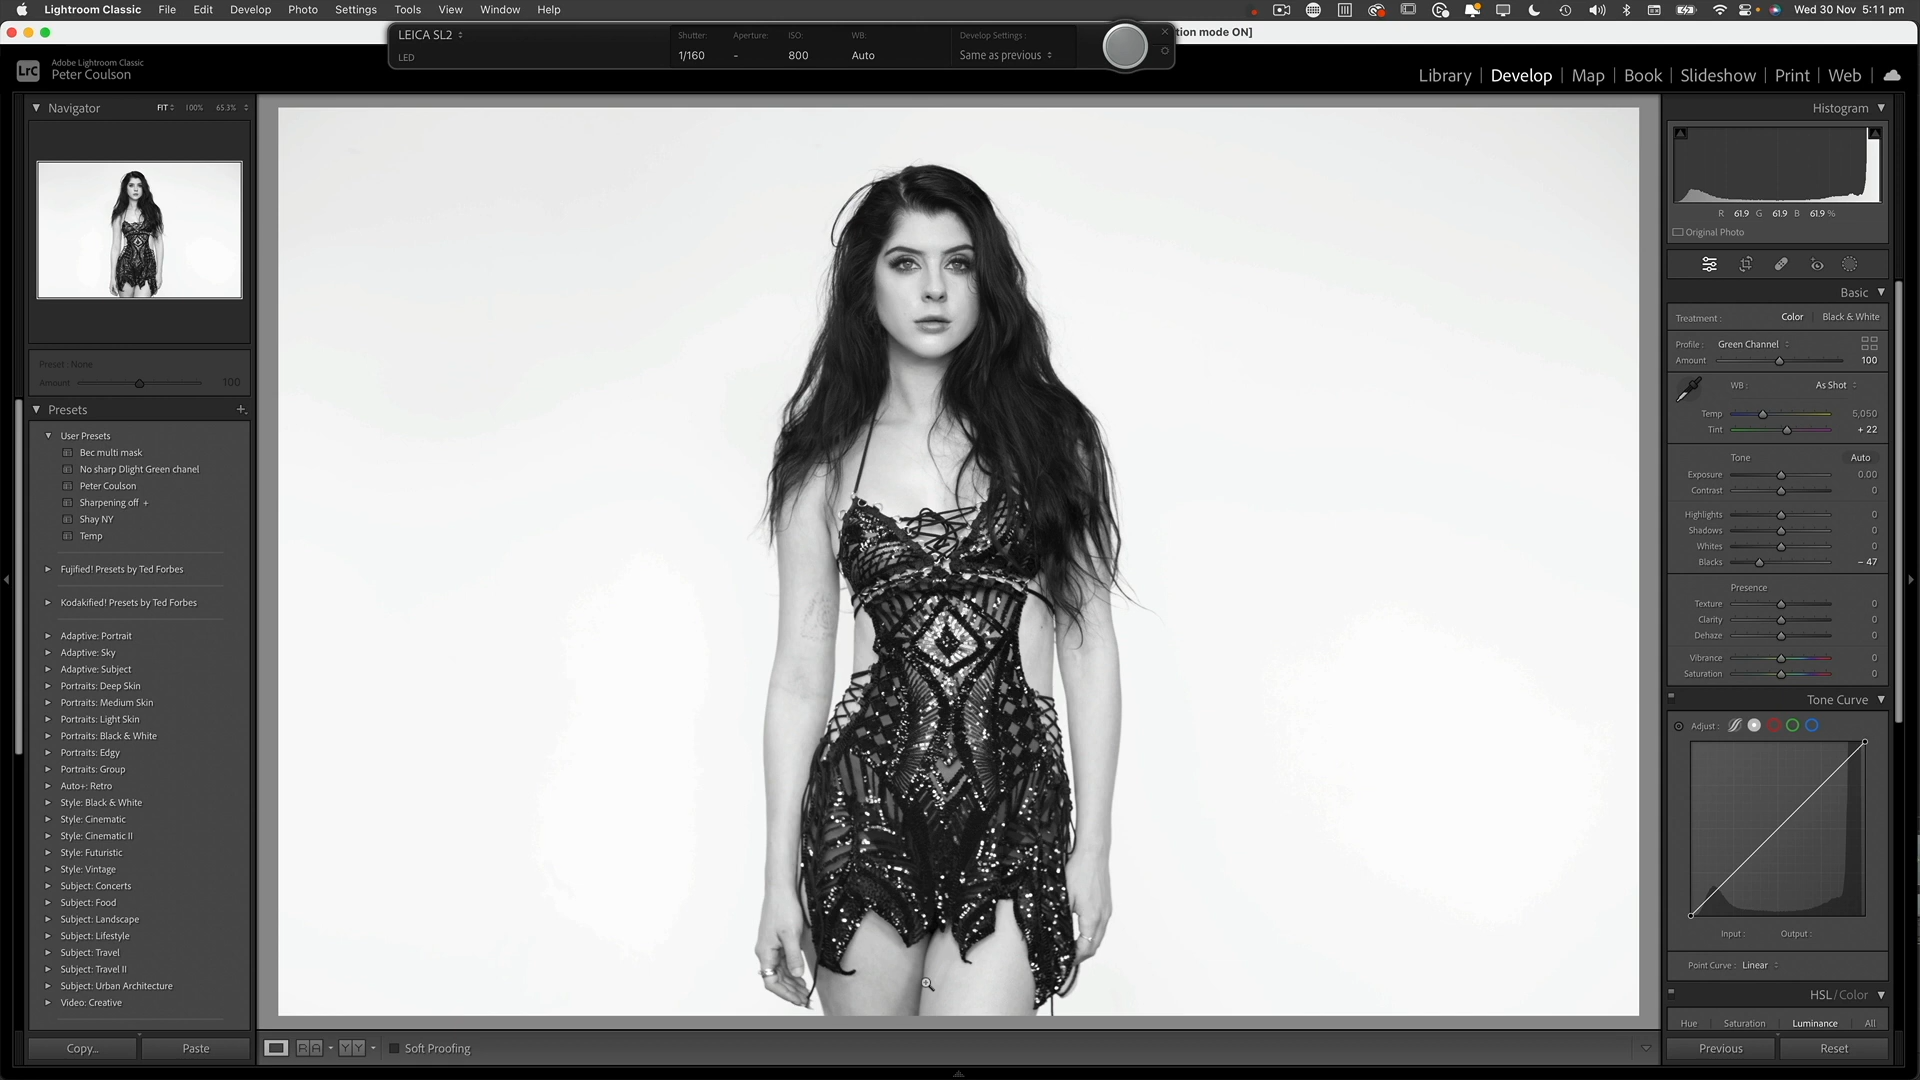 Lightroom Classic File Edit Develop Photo Settings Tools View Window Help Wed 30 Nov 5:11 pm
LEICA SL2 Shutter: Aperture: ISO: WB: Develop Settings : tion mode ON]
LED 1/160 - 800 Auto Same as previous
LrC Adobe Lightroom Classic
Peter Coulson
Library | Develop | Map | Book | Slideshow | Print | Web
Navigator FIT 100% 65.3%
Preset : None
Amount 100
Presets
User Presets
Bec multi mask
No sharp Dlight Green chanel
Peter Coulson
Sharpening off +
Shay NY
Temp
Fujified! Presets by Ted Forbes
Kodakified! Presets by Ted Forbes
Adaptive: Portrait
Adaptive: Sky
Adaptive: Subject
Portraits: Deep Skin
Portraits: Medium Skin
Portraits: Light Skin
Portraits: Black & White
Portraits: Edgy
Portraits: Group
Auto+: Retro
Style: Black & White
Style: Cinematic
Style: Cinematic II
Style: Futuristic
Style: Vintage
Subject: Concerts
Subject: Food
Subject: Landscape
Subject: Lifestyle
Subject: Travel
Subject: Travel II
Subject: Urban Architecture
Video: Creative
Copy... Paste
R A Y Y Soft Proofing
Histogram
R 61.9 G 61.9 B 61.9 %
Original Photo
Basic
Treatment : Color | Black & White
Profile : Green Channel
Amount 100
WB : As Shot
Temp 5,050
Tint + 22
Tone Auto
Exposure 0.00
Contrast 0
Highlights 0
Shadows 0
Whites 0
Blacks – 47
Presence
Texture 0
Clarity 0
Dehaze 0
Vibrance 0
Saturation 0
Tone Curve
Adjust :
Input : Output :
Point Curve : Linear
HSL / Color
Hue Saturation Luminance All
Previous Reset